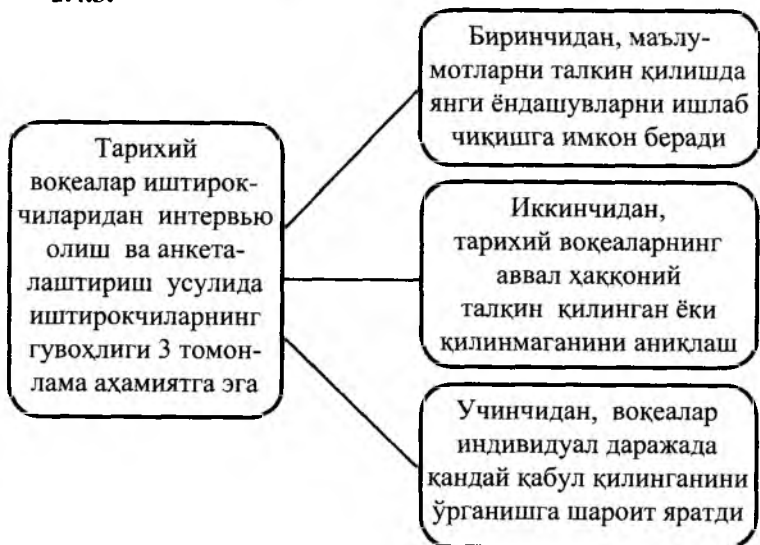 Тарихий
воқеалар иштирок-
чиларидан интервью
олиш ва анкета-
лаштириш усулида
иштирокчиларнинг
гувоҳлиги 3 томон-
лама аҳамиятга эга
Биринчидан, маълу-
мотларни талкин қилишда
янги ёндашувларни ишлаб
чиқишга имкон беради
Иккинчидан,
тарихий воқеаларнинг
аввал ҳаққоний
талқин қилинган ёки
қилинмаганини аниқлаш
Учинчидан, воқеалар
индивидуал даражада
қандай қабул қилинганини
ўрганишга шароит яратди